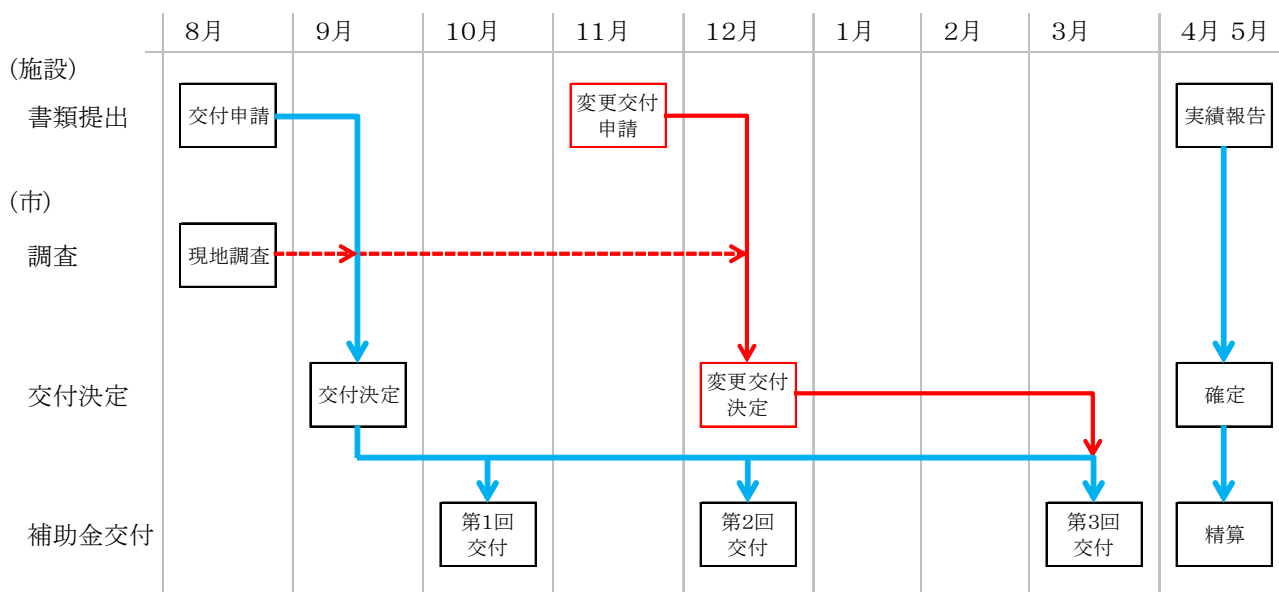 8月 9月 10月 11月 12月 1月 2月 3月 4月 5月
(施設)
書類提出
交付申請
変更交付
申請
実績報告
(市)
調査
現地調査
交付決定
交付決定
変更交付
決定
確定
補助金交付
第1回
交付
第2回
交付
第3回
交付
精算